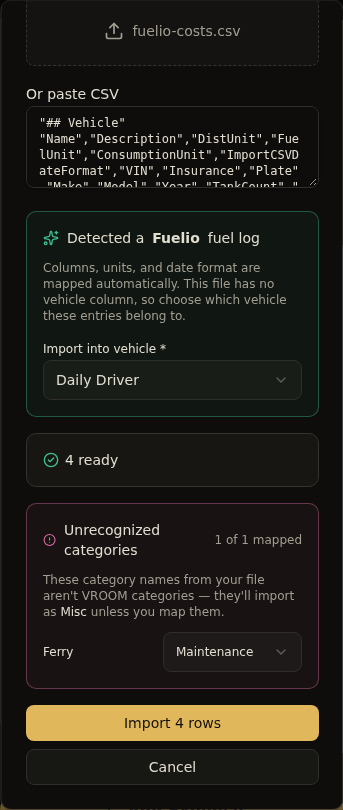 fuelio-costs.csv
Or paste CSV
"## Vehicle"
"Name","Description","DistUnit","Fue
lUnit","ConsumptionUnit","ImportCSVD
ateFormat","VIN","Insurance","Plate"
,"Make","Model","Year","TankCount","
Detected a Fuelio fuel log
Columns, units, and date format are
mapped automatically. This file has no
vehicle column, so choose which vehicle
these entries belong to.
Import into vehicle *
Daily Driver
4 ready
Unrecognized
categories
1 of 1 mapped
These category names from your file
aren't VROOM categories — they'll import
as Misc unless you map them.
Ferry
Maintenance
Import 4 rows
Cancel